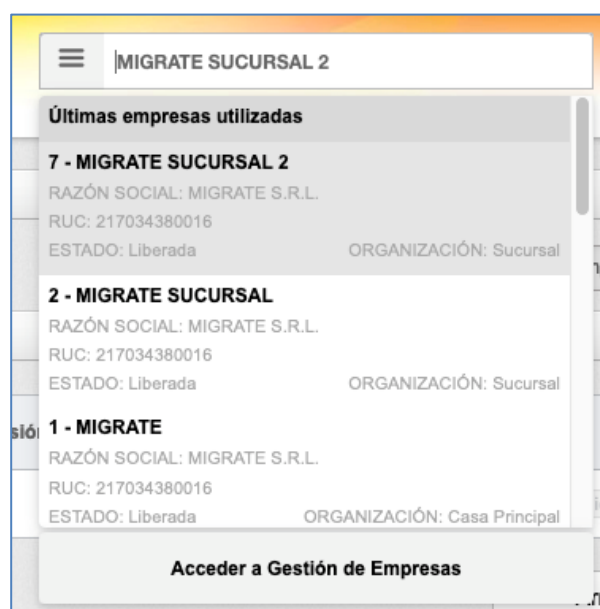 MIGRATE SUCURSAL 2
Últimas empresas utilizadas
7 - MIGRATE SUCURSAL 2
RAZÓN SOCIAL: MIGRATE S.R.L.
RUC: 217034380016
ESTADO: Liberada ORGANIZACIÓN: Sucursal
2 - MIGRATE SUCURSAL
RAZÓN SOCIAL: MIGRATE S.R.L.
RUC: 217034380016
ESTADO: Liberada ORGANIZACIÓN: Sucursal
1 - MIGRATE
RAZÓN SOCIAL: MIGRATE S.R.L.
RUC: 217034380016
ESTADO: Liberada ORGANIZACIÓN: Casa Principal
Acceder a Gestión de Empresas